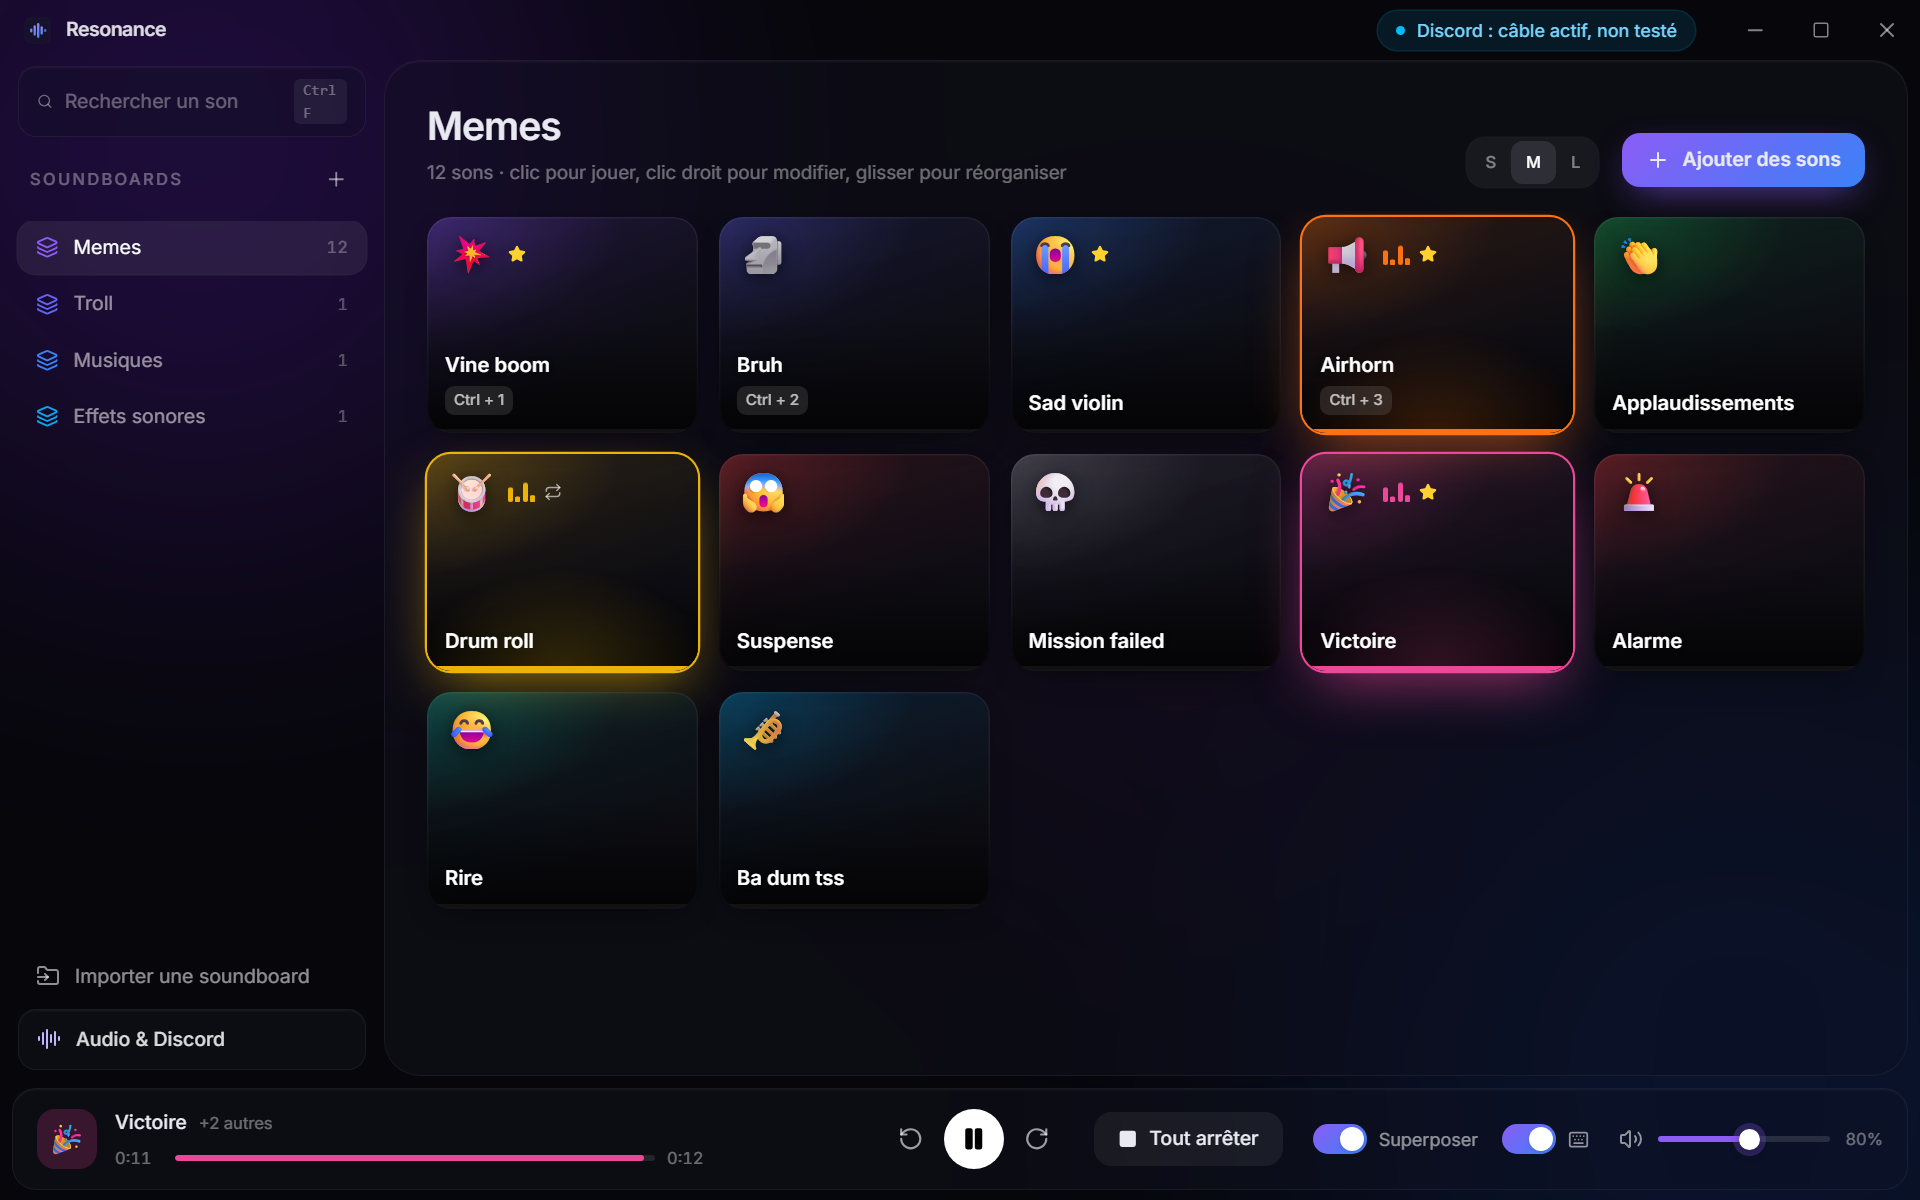 Resonance
Discord : câble actif, non testé
Rechercher un son
Ctrl
F
SOUNDBOARDS
Memes 12
Troll 1
Musiques 1
Effets sonores 1
Importer une soundboard
Audio & Discord
Memes
12 sons · clic pour jouer, clic droit pour modifier, glisser pour réorganiser
S M L
Ajouter des sons
Vine boom
Ctrl + 1
Bruh
Ctrl + 2
Sad violin
Airhorn
Ctrl + 3
Applaudissements
Drum roll
Suspense
Mission failed
Victoire
Alarme
Rire
Ba dum tss
Victoire +2 autres
0:11 0:12
Tout arrêter
Superposer
80%